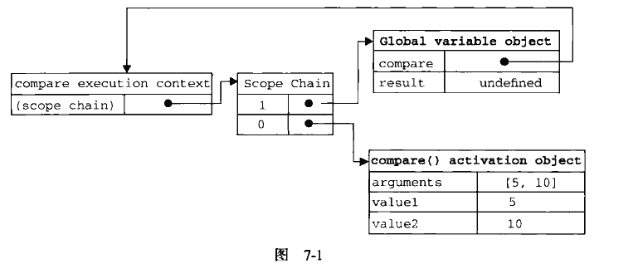 Global variable object
compare
result undefined
compare execution context
(scope chain)
Scope Chain
1
0
compare() activation object
arguments [5, 10]
value1 5
value2 10
图 7-1